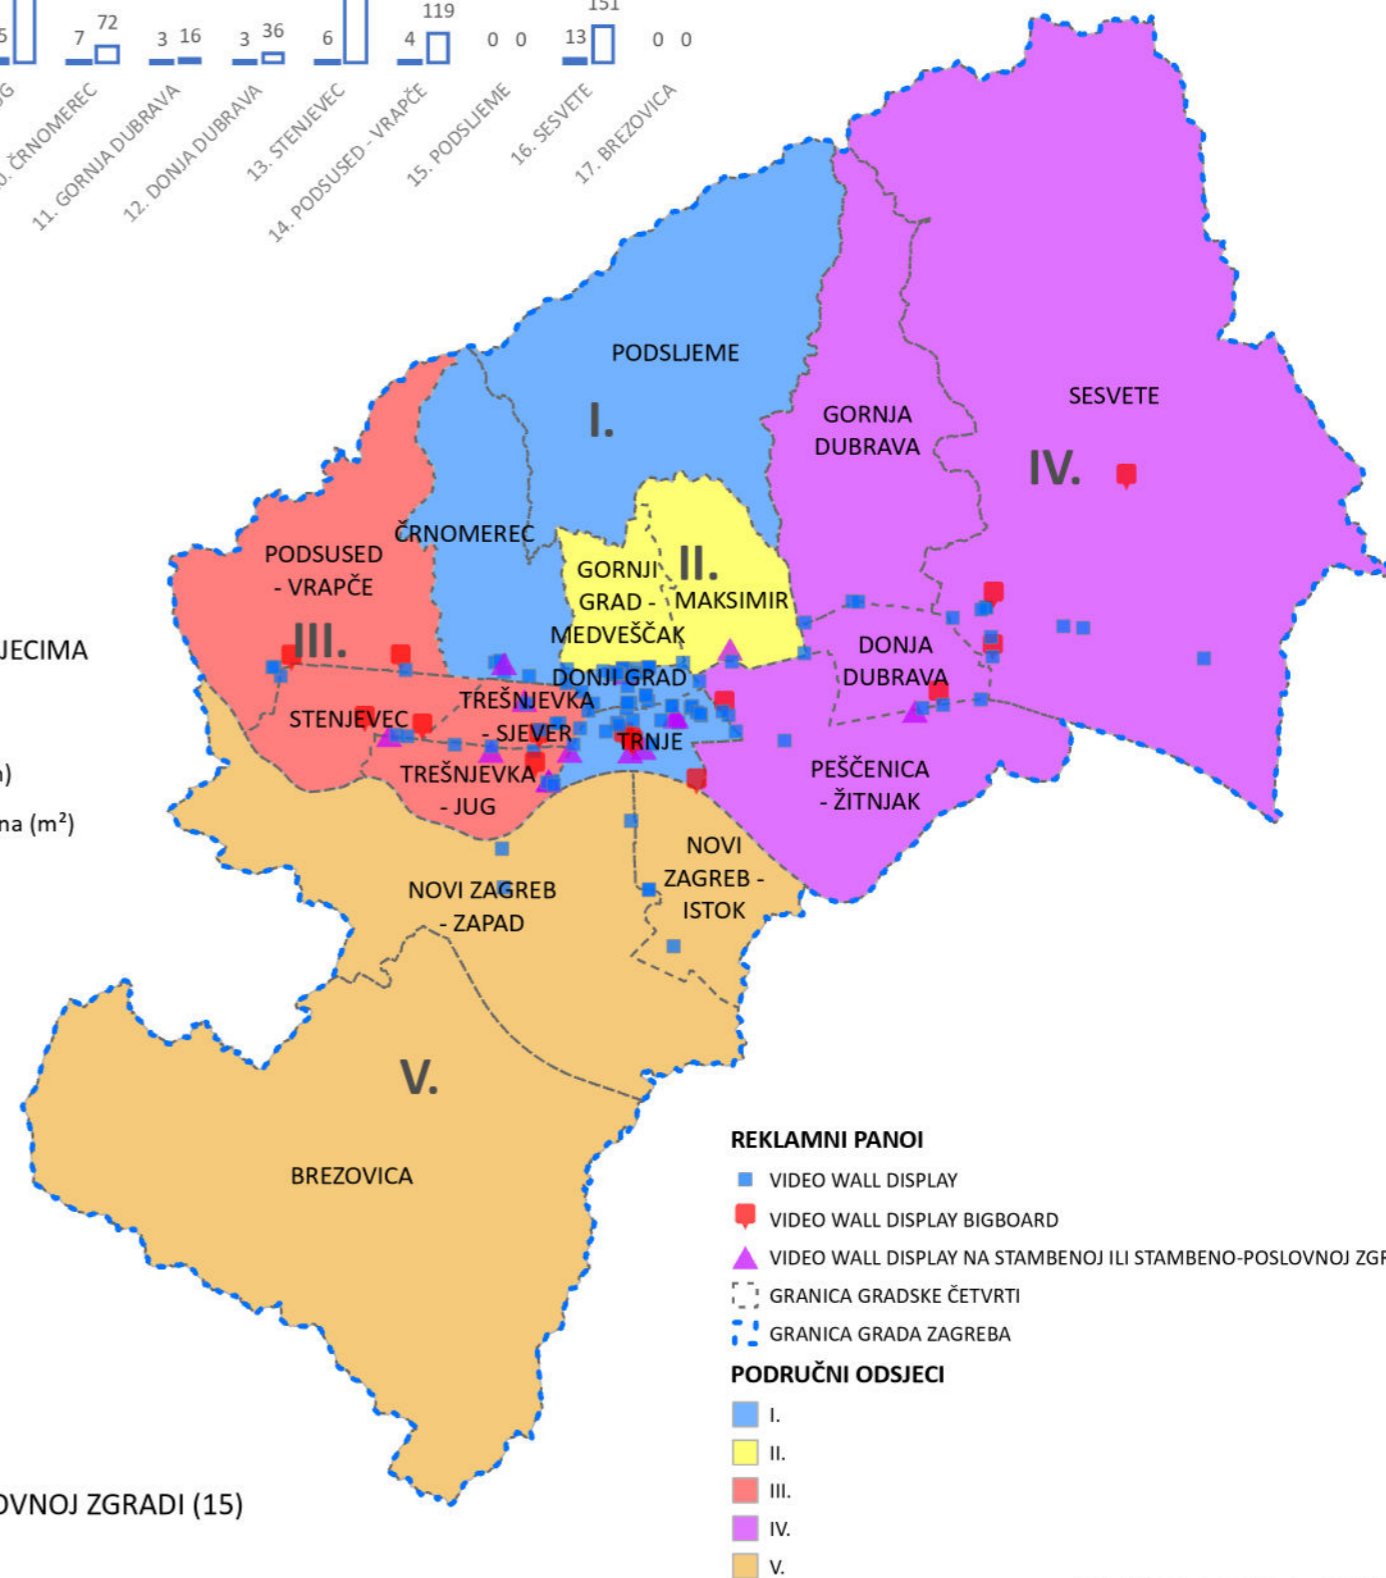 5
7
72
3
16
3
36
6
4
119
0
0
13
151
0
0
ČRNOMEREC
11. GORNJA DUBRAVA
12. DONJA DUBRAVA
13. STENJEVEC
14. PODSUSED - VRAPČE
15. PODSLJEME
16. SESVETE
17. BREZOVICA
PODSLJEME
I.
GORNJA
DUBRAVA
SESVETE
IV.
ČRNOMEREC
PODSUSED
- VRAPČE
GORNJI
GRAD -
MEDVEŠČAK
II.
MAKSIMIR
III.
JECIMA
DONJA
DUBRAVA
DONJI GRAD
STENJEVEC
TREŠNJEVKA
- SJEVER
TRNJE
TREŠNJEVKA
- JUG
PEŠČENICA
- ŽITNJAK
na (m²)
NOVI
ZAGREB -
ISTOK
NOVI ZAGREB
- ZAPAD
V.
BREZOVICA
REKLAMNI PANOI
VIDEO WALL DISPLAY
VIDEO WALL DISPLAY BIGBOARD
VIDEO WALL DISPLAY NA STAMBENOJ ILI STAMBENO-POSLOVNOJ ZGR
GRANICA GRADSKE ČETVRTI
GRANICA GRADA ZAGREBA
PODRUČNI ODSJECI
I.
II.
III.
IV.
V.
OVNOJ ZGRADI (15)